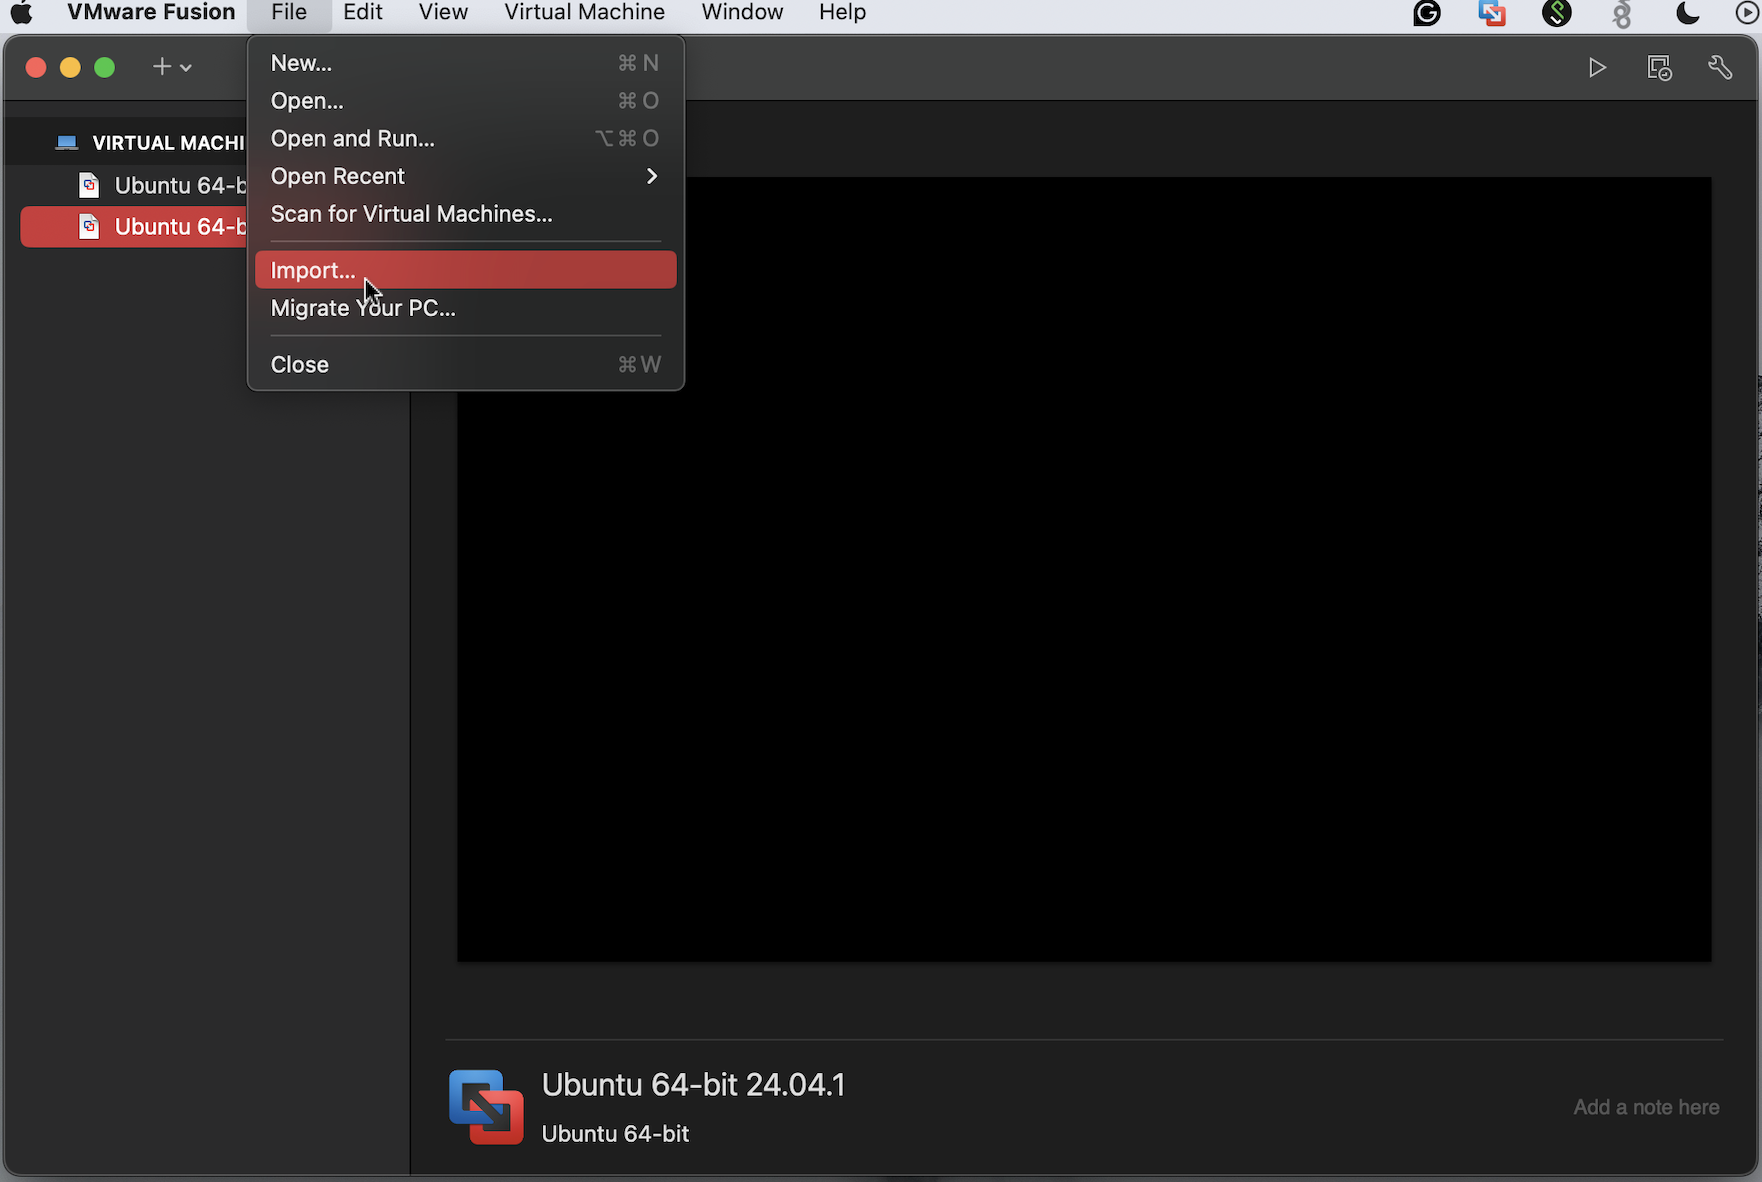 VMware Fusion File Edit View Virtual Machine Window Help
New... ⌘ N
Open... ⌘ O
Open and Run... ⌥ ⌘ O
Open Recent
Scan for Virtual Machines...
Import...
Migrate Your PC...
Close ⌘ W
VIRTUAL MACHI
Ubuntu 64-b
Ubuntu 64-b
Ubuntu 64-bit 24.04.1
Ubuntu 64-bit
Add a note here